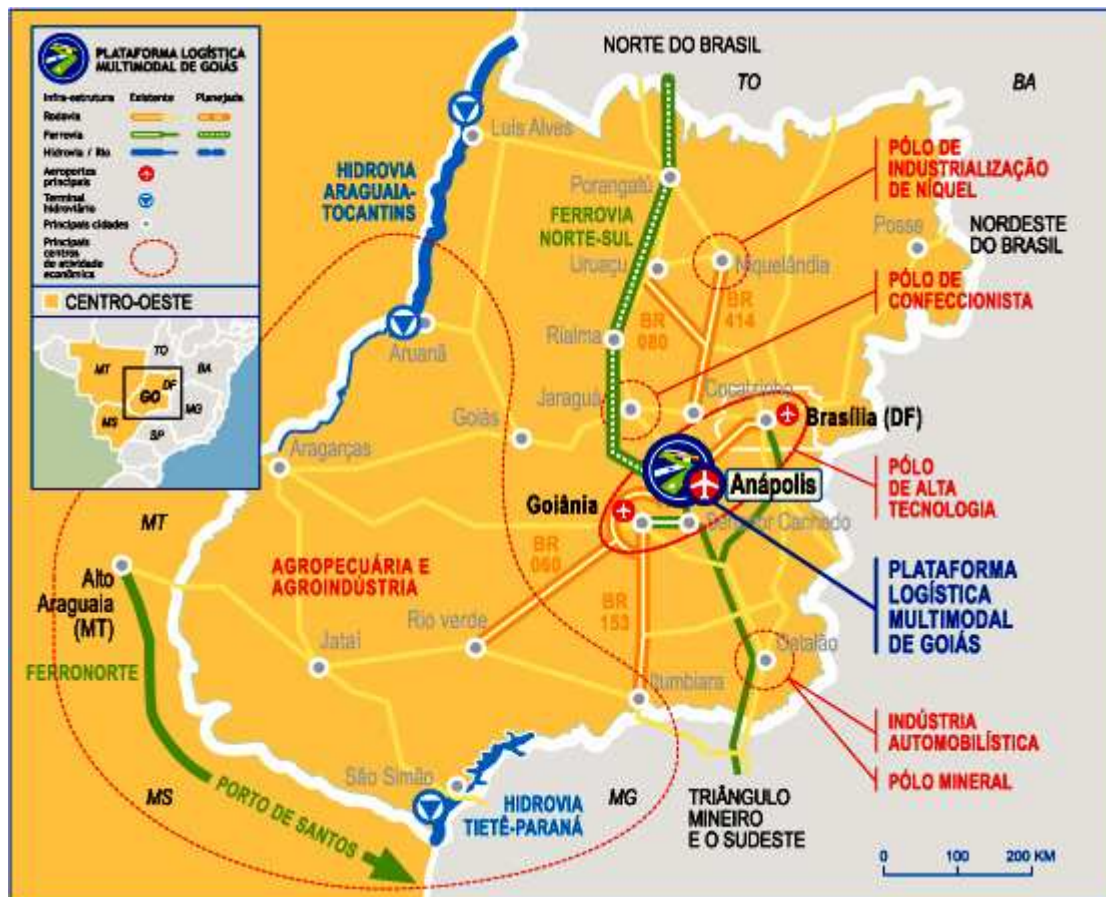 PLATAFORMA LOGÍSTICA
MULTIMODAL DE GOIÁS
Infra-estrutura Existente Planejada
Rodovia
Ferrovia
Hidrovia / Rio
Aeroportos
principais
Terminal
hidroviário
Principais cidades
Principais
centros
de atividade
econômica
CENTRO-OESTE
MT
TO
BA
GO
DF
MS
MG
SP
NORTE DO BRASIL
TO
BA
Luis Alves
HIDROVIA
ARAGUAIA-
TOCANTINS
Porangatú
FERROVIA
NORTE-SUL
PÓLO DE
INDUSTRIALIZAÇÃO
DE NÍQUEL
Posse
NORDESTE
DO BRASIL
Uruaçu
Niquelândia
PÓLO DE
CONFECCIONISTA
BR
080
BR
414
Aruanã
Rialma
Jaraguá
Cocalzinho
Goiás
Brasília (DF)
Aragarças
Anápolis
PÓLO
DE ALTA
TECNOLOGIA
Goiânia
Senador Canhedo
MT
BR
060
AGROPECUÁRIA E
AGROINDÚSTRIA
Alto
Araguaia
(MT)
PLATAFORMA
LOGÍSTICA
MULTIMODAL
DE GOIÁS
BR
153
Rio verde
Jataí
Catalão
FERRONORTE
Itumbiara
INDÚSTRIA
AUTOMOBILÍSTICA
PÓLO MINERAL
São Simão
MS
PORTO DE SANTOS
HIDROVIA
TIETÊ-PARANÁ
MG
TRIÂNGULO
MINEIRO
E O SUDESTE
0 100 200 KM